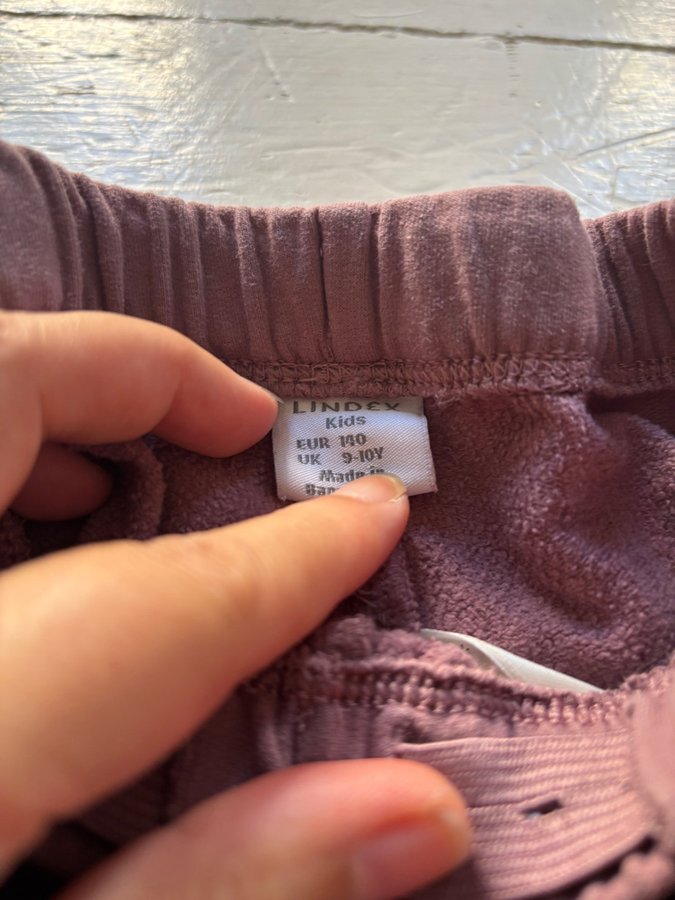 LINDEX
Kids
EUR 140
UK 9-10Y
Made in